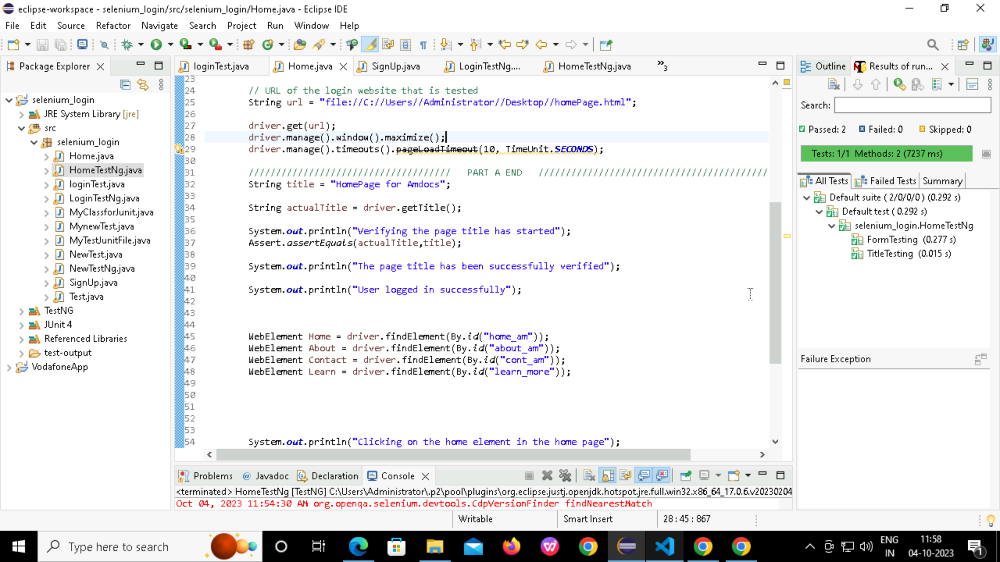 eclipse-workspace - selenium_login/src/selenium_login/Home.java - Eclipse IDE
File Edit Source Refactor Navigate Search Project Run Window Help
Package Explorer
selenium_login
JRE System Library [jre]
src
selenium_login
Home.java
HomeTestNg.java
loginTest.java
LoginTestNg.java
MyClassforJunit.java
MynewTest.java
MyTestJunitFile.java
NewTest.java
NewTestNg.java
SignUp.java
Test.java
TestNG
JUnit 4
Referenced Libraries
test-output
VodafoneApp
loginTest.java Home.java SignUp.java LoginTestNg.... HomeTestNg.java »3
23
24 // URL of the login website that is tested
25 String url = "file://C://Users//Administrator//Desktop//homePage.html";
26
27 driver.get(url);
28 driver.manage().window().maximize();
29 driver.manage().timeouts().pageLoadTimeout(10, TimeUnit.SECONDS);
30
31 ///////////////////////////////////// PART A END //////////////////////////////////////////
32 String title = "HomePage for Amdocs";
33
34 String actualTitle = driver.getTitle();
35
36 System.out.println("Verifying the page title has started");
37 Assert.assertEquals(actualTitle,title);
38
39 System.out.println("The page title has been successfully verified");
40
41 System.out.println("User logged in successfully");
42
43
44
45 WebElement Home = driver.findElement(By.id("home_am"));
46 WebElement About = driver.findElement(By.id("about_am"));
47 WebElement Contact = driver.findElement(By.id("cont_am"));
48 WebElement Learn = driver.findElement(By.id("learn_more"));
49
50
51
52
53
54 System.out.println("Clicking on the home element in the home page");
Problems @ Javadoc Declaration Console
<terminated> HomeTestNg [TestNG] C:\Users\Administrator\.p2\pool\plugins\org.eclipse.justj.openjdk.hotspot.jre.full.win32.x86_64_17.0.6.v20230204
Oct 04, 2023 11:54:30 AM org.openqa.selenium.devtools.CdpVersionFinder findNearestMatch
Outline Results of run...
Search:
Passed: 2 Failed: 0 Skipped: 0
Tests: 1/1 Methods: 2 (7237 ms)
All Tests Failed Tests Summary
Default suite ( 2/0/0/0 ) (0.292 s)
Default test ( 0.292 s)
selenium_login.HomeTestNg
FormTesting (0.277 s)
TitleTesting (0.015 s)
Failure Exception
Writable Smart Insert 28 : 45 : 867
Type here to search
ENG
IN
11:58
04-10-2023
1